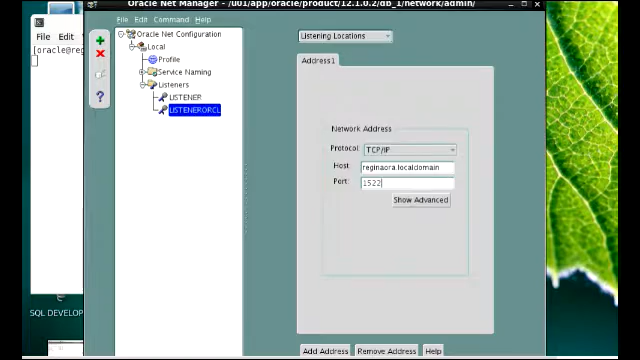 Oracle Net Manager - /u01/app/oracle/product/12.1.0.2/db_1/network/admin/
File Edit Command Help
File Edit
[oracle@reg
Oracle Net Configuration
Local
Profile
Service Naming
Listeners
LISTENER
LISTENERORCL
Listening Locations
Address1
Network Address
Protocol: TCP/IP
Host: reginaora.localdomain
Port: 1522
Show Advanced
Add Address Remove Address Help
SQL DEVELOP